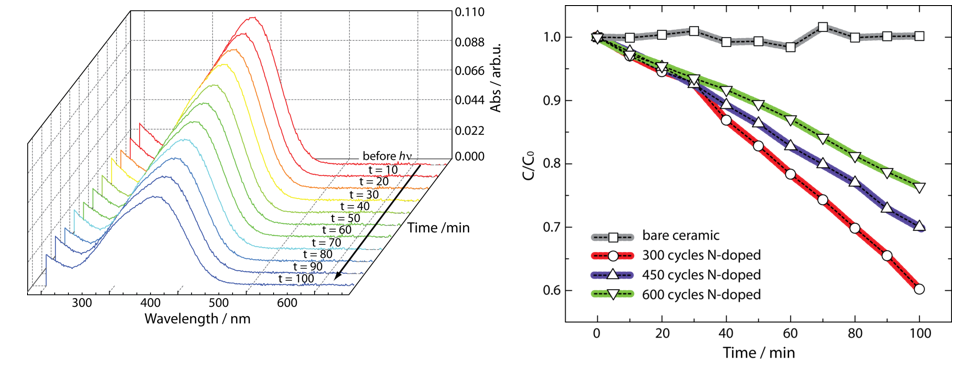 0.110
0.088
0.066
0.044
0.022
0.000
Abs / arb.u.
before hν
t = 10
t = 20
t = 30
t = 40
t = 50
t = 60
t = 70
t = 80
t = 90
t = 100
Time /min
300 400 500 600
Wavelength / nm
1.0
0.9
0.8
0.7
0.6
C/C₀
bare ceramic
300 cycles N-doped
450 cycles N-doped
600 cycles N-doped
0 20 40 60 80 100
Time / min